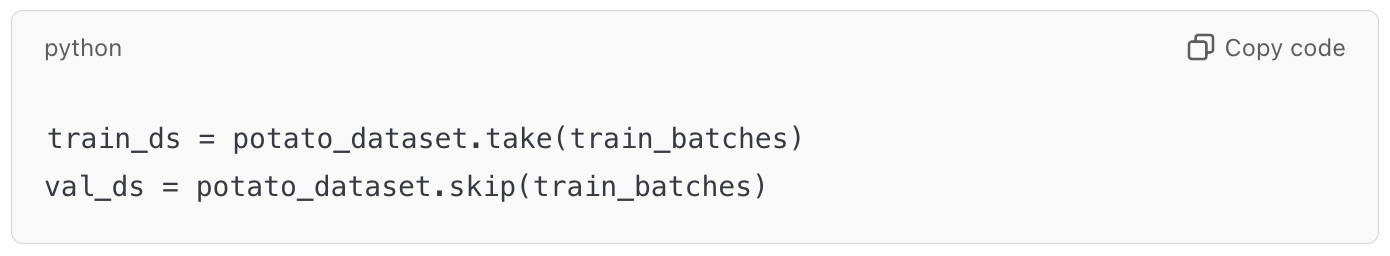 python
Copy code
train_ds = potato_dataset.take(train_batches)
val_ds = potato_dataset.skip(train_batches)